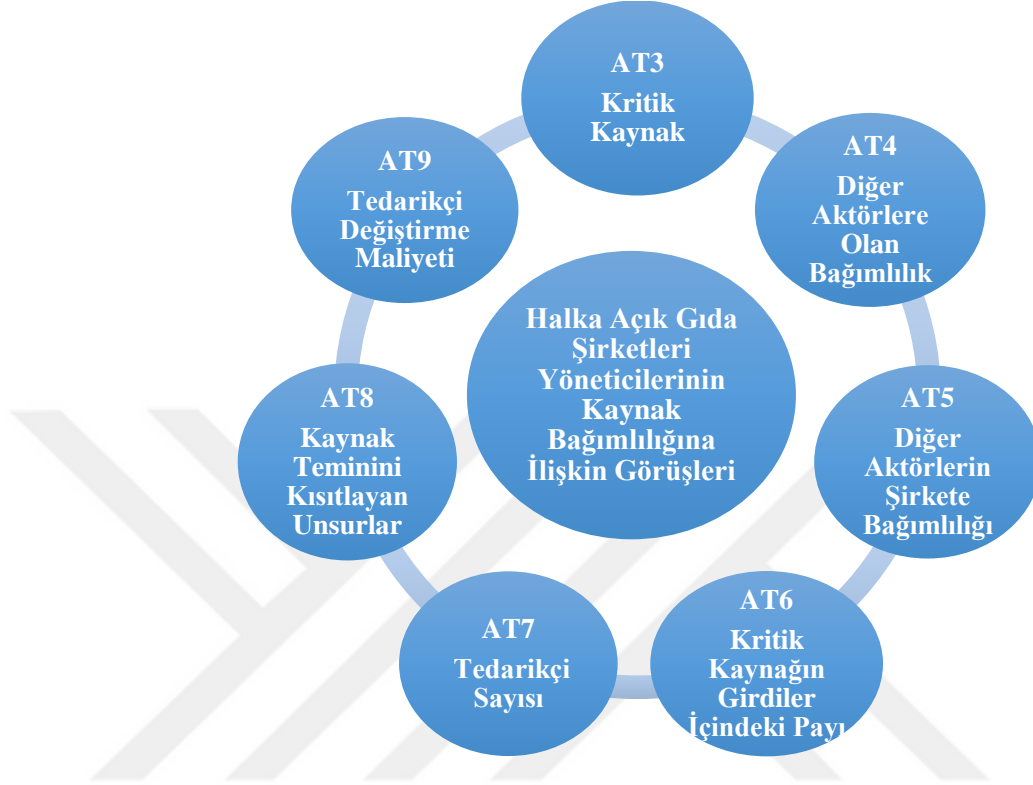 AT3
Kritik
Kaynak
AT4
Diğer
Aktörlere
Olan
Bağımlılık
AT5
Diğer
Aktörlerin
Şirkete
Bağımlılığı
AT6
Kritik
Kaynağın
Girdiler
İçindeki Payı
AT7
Tedarikçi
Sayısı
AT8
Kaynak
Teminini
Kısıtlayan
Unsurlar
AT9
Tedarikçi
Değiştirme
Maliyeti
Halka Açık Gıda
Şirketleri
Yöneticilerinin
Kaynak
Bağımlılığına
İlişkin Görüşleri